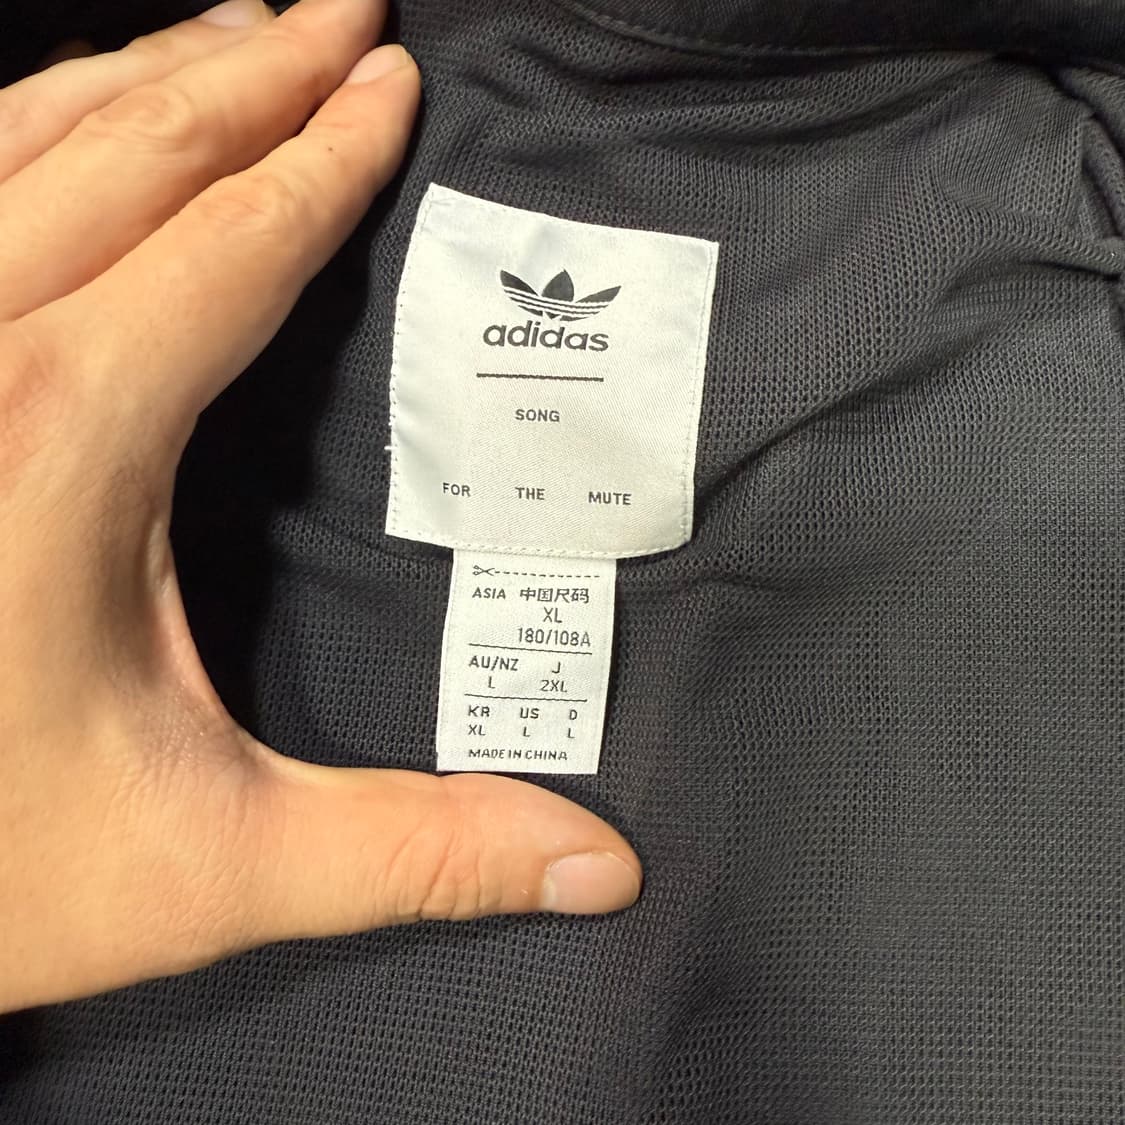 adidas
SONG
FOR THE MUTE
ASIA 中国尺码
XL
180/108A
AU/NZ J
L 2XL
KR US D
XL L L
MADE IN CHINA